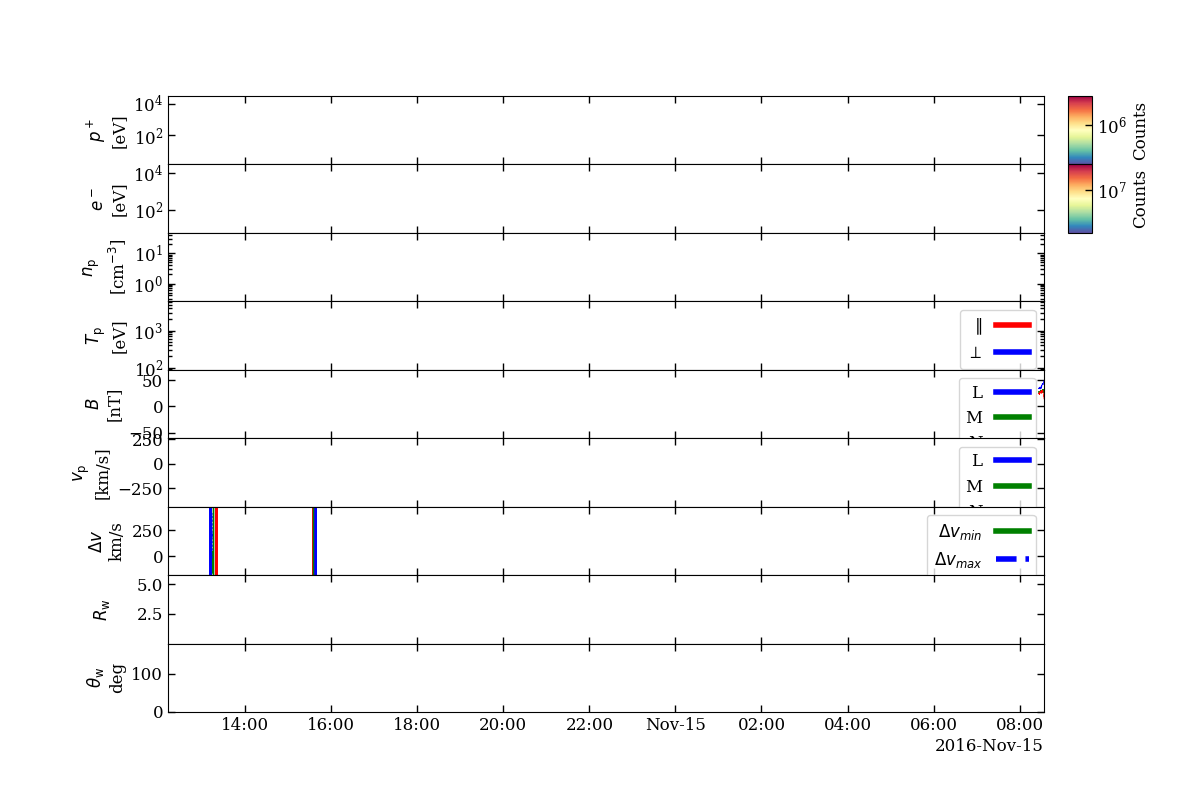 10⁴
10²
p⁺
[eV]
10⁶
Counts
10⁴
10²
e⁻
[eV]
10⁷
Counts
10¹
10⁰
nₚ
[cm⁻³]
10³
10²
Tₚ
[eV]
∥
⊥
50
0
−50
B
[nT]
L
M
250
0
−250
vₚ
[km/s]
L
M
250
0
Δv
km/s
Δv_min
Δv_max
5.0
2.5
R_w
100
0
θ_w
deg
14:00 16:00 18:00 20:00 22:00 Nov-15 02:00 04:00 06:00 08:00
2016-Nov-15